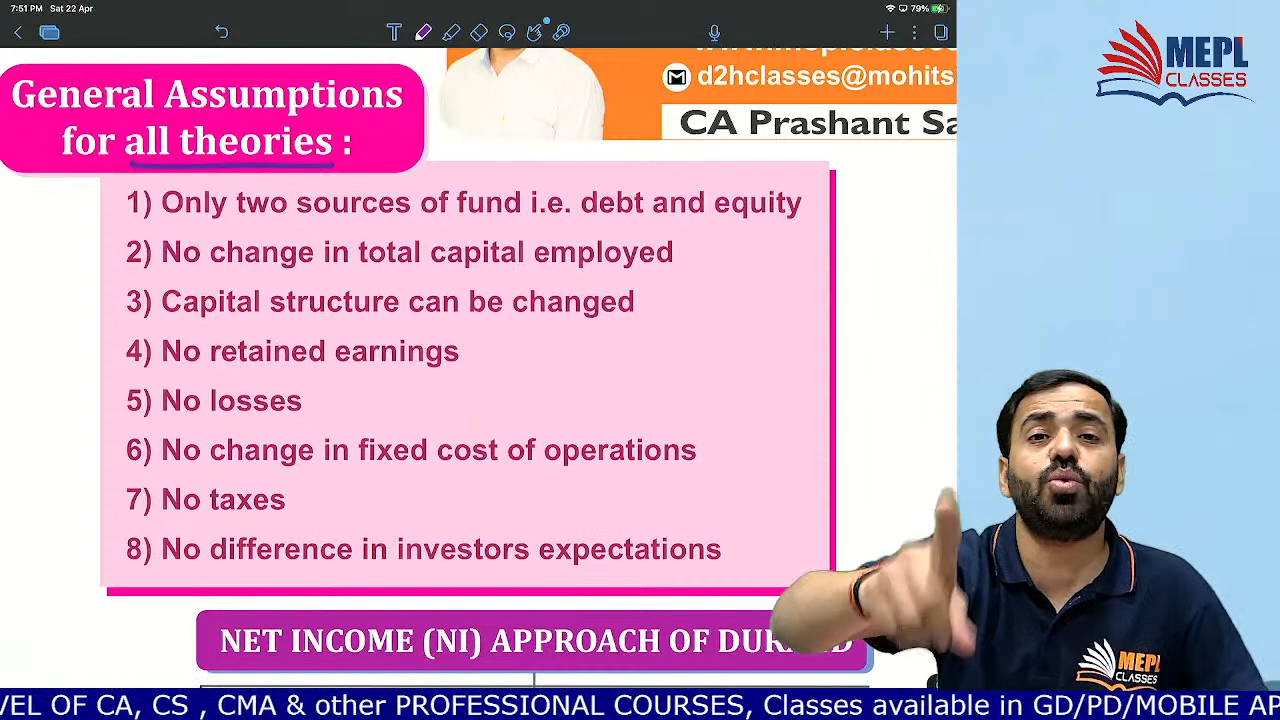 7:51 PM Sat 22 Apr
79%
d2hclasses@mohits
CA Prashant
General Assumptions
for all theories :
1) Only two sources of fund i.e. debt and equity
2) No change in total capital employed
3) Capital structure can be changed
4) No retained earnings
5) No losses
6) No change in fixed cost of operations
7) No taxes
8) No difference in investors expectations
NET INCOME (NI) APPROACH OF
MEPL
CLASSES
MEPL
CLASSES
VEL OF CA, CS , CMA & other PROFESSIONAL COURSES, Classes available in GD/PD/MOBILE AP